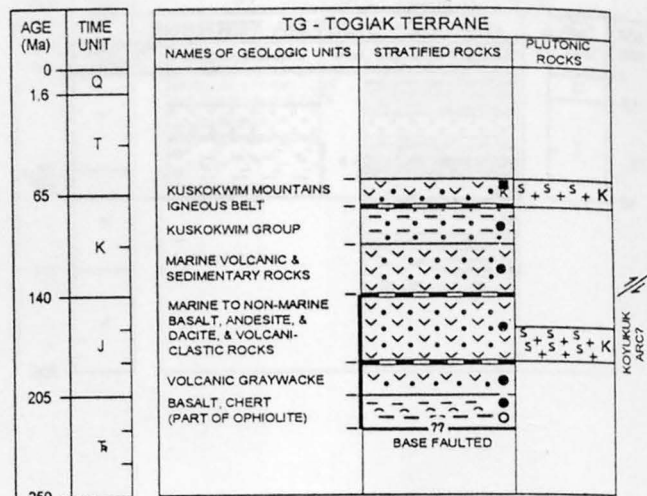 AGE
(Ma)
TIME
UNIT
TG - TOGIAK TERRANE
NAMES OF GEOLOGIC UNITS
STRATIFIED ROCKS
PLUTONIC
ROCKS
0
Q
1.6
T
65
K
140
J
205
250
KUSKOKWIM MOUNTAINS
IGNEOUS BELT
K
S S S
+ + + K
KUSKOKWIM GROUP
MARINE VOLCANIC &
SEDIMENTARY ROCKS
MARINE TO NON-MARINE
BASALT, ANDESITE, &
DACITE, & VOLCANI-
CLASTIC ROCKS
S S S
S S S K
+ + + +
KOYUKUK
ARC?
VOLCANIC GRAYWACKE
BASALT, CHERT
(PART OF OPHIOLITE)
??
BASE FAULTED